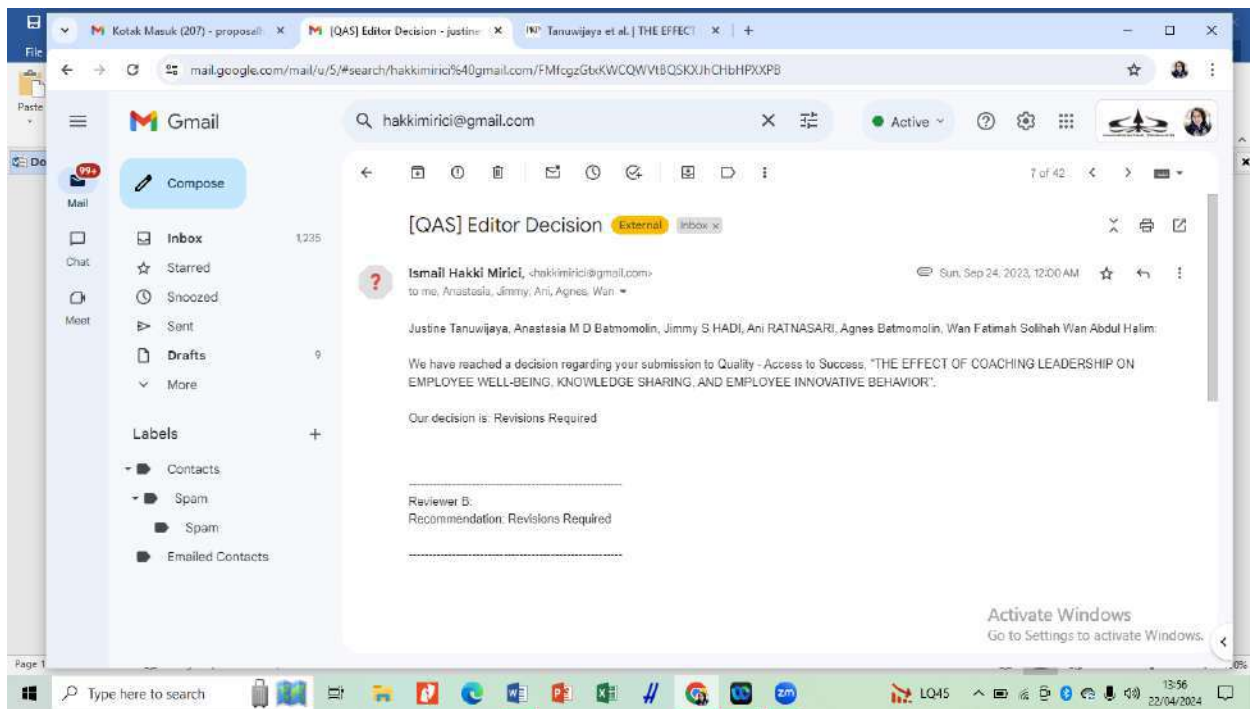 File
Paste
Do
Page 1
Kotak Masuk (207) - proposal
[QAS] Editor Decision - justine
Tanuwijaya et al. | THE EFFECT
mail.google.com/mail/u/5/#search/hakkimirici%40gmail.com/FMfcgzGtxKWCQWVtBQSKXJhCHbHPXXPB
Gmail
hakkimirici@gmail.com
Active
99+
Mail
Chat
Meet
Compose
Inbox 1,235
Starred
Snoozed
Sent
Drafts 9
More
Labels
Contacts
Spam
Spam
Emailed Contacts
7 of 42
[QAS] Editor Decision External Inbox x
Ismail Hakki Mirici, <hakkimirici@gmail.com> Sun, Sep 24, 2023, 12:00 AM
to me, Anastasia, Jimmy, Ani, Agnes, Wan
Justine Tanuwijaya, Anastasia M D Batmomolin, Jimmy S HADI, Ani RATNASARI, Agnes Batmomolin, Wan Fatimah Solihah Wan Abdul Halim:
We have reached a decision regarding your submission to Quality - Access to Success, "THE EFFECT OF COACHING LEADERSHIP ON
EMPLOYEE WELL-BEING, KNOWLEDGE SHARING, AND EMPLOYEE INNOVATIVE BEHAVIOR".
Our decision is: Revisions Required
------------------------------------------------------
Reviewer B:
Recommendation: Revisions Required
------------------------------------------------------
Activate Windows
Go to Settings to activate Windows.
Type here to search
LQ45
13:56
22/04/2024